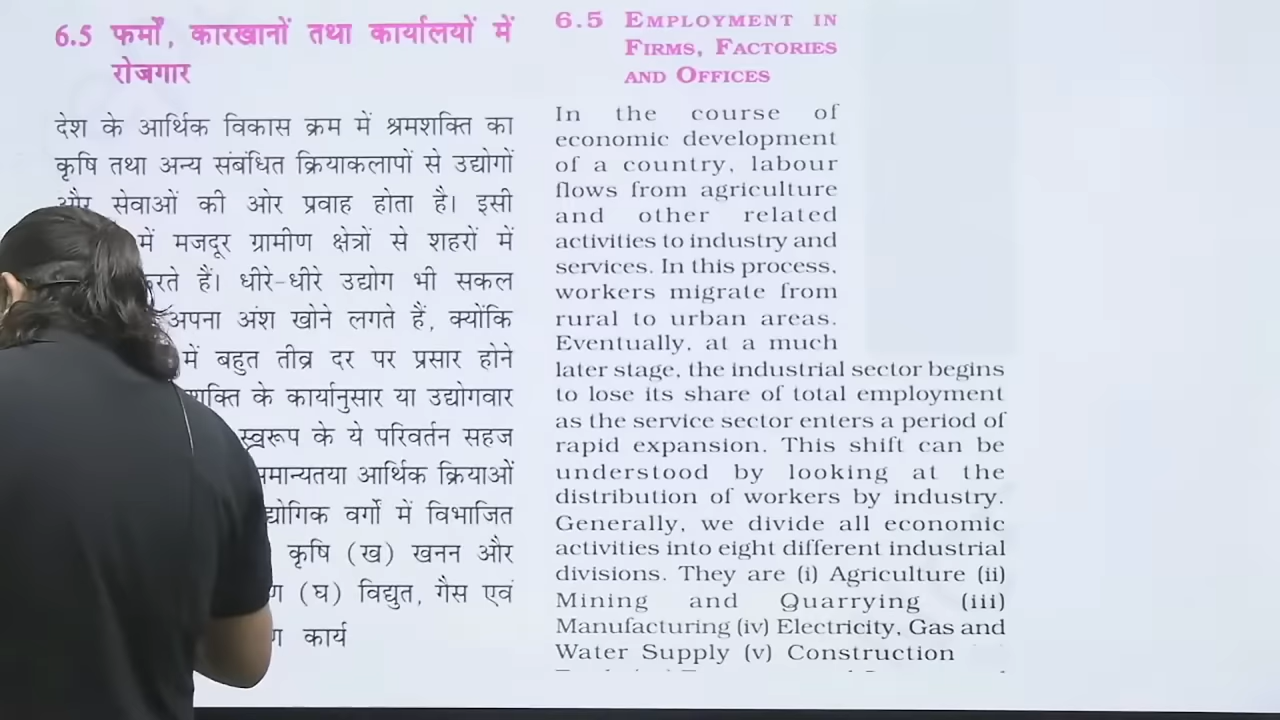 6.5 फर्मों, कारखानों तथा कार्यालयों में
रोजगार
देश के आर्थिक विकास क्रम में श्रमशक्ति का
कृषि तथा अन्य संबंधित क्रियाकलापों से उद्योगों
और सेवाओं की ओर प्रवाह होता है। इसी
में मजदूर ग्रामीण क्षेत्रों से शहरों में
हैं। धीरे-धीरे उद्योग भी सकल
अपना अंश खोने लगते हैं, क्योंकि
में बहुत तीव्र दर पर प्रसार होने
के कार्यानुसार या उद्योगवार
स्वरूप के ये परिवर्तन सहज
आर्थिक क्रियाओं
वर्गों में विभाजित
कृषि (ख) खनन और
(घ) विद्युत, गैस एवं
कार्य
6.5 EMPLOYMENT IN
FIRMS, FACTORIES
AND OFFICES
In the course of
economic development
of a country, labour
flows from agriculture
and other related
activities to industry and
services. In this process,
workers migrate from
rural to urban areas.
Eventually, at a much
later stage, the industrial sector begins
to lose its share of total employment
as the service sector enters a period of
rapid expansion. This shift can be
understood by looking at the
distribution of workers by industry.
Generally, we divide all economic
activities into eight different industrial
divisions. They are (i) Agriculture (ii)
Mining and Quarrying (iii)
Manufacturing (iv) Electricity, Gas and
Water Supply (v) Construction